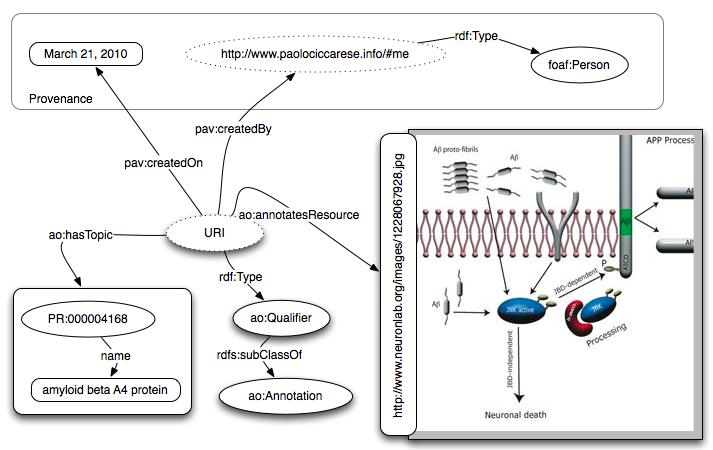 March 21, 2010
http://www.paolociccarese.info/#me
rdf:Type
foaf:Person
Provenance
pav:createdBy
pav:createdOn
URI
ao:annotatesResource
ao:hasTopic
rdf:Type
PR:000004168
name
amyloid beta A4 protein
ao:Qualifier
rdfs:subClassOf
ao:Annotation
http://www.neuronlab.org/images/1228067928.jpg
Aβ proto-fibrils
Aβ
APP Process
Aβ
AICD
P
JBD-dependent
Aβ
JNK active
JNK
Processing
JBD-independent
Neuronal death